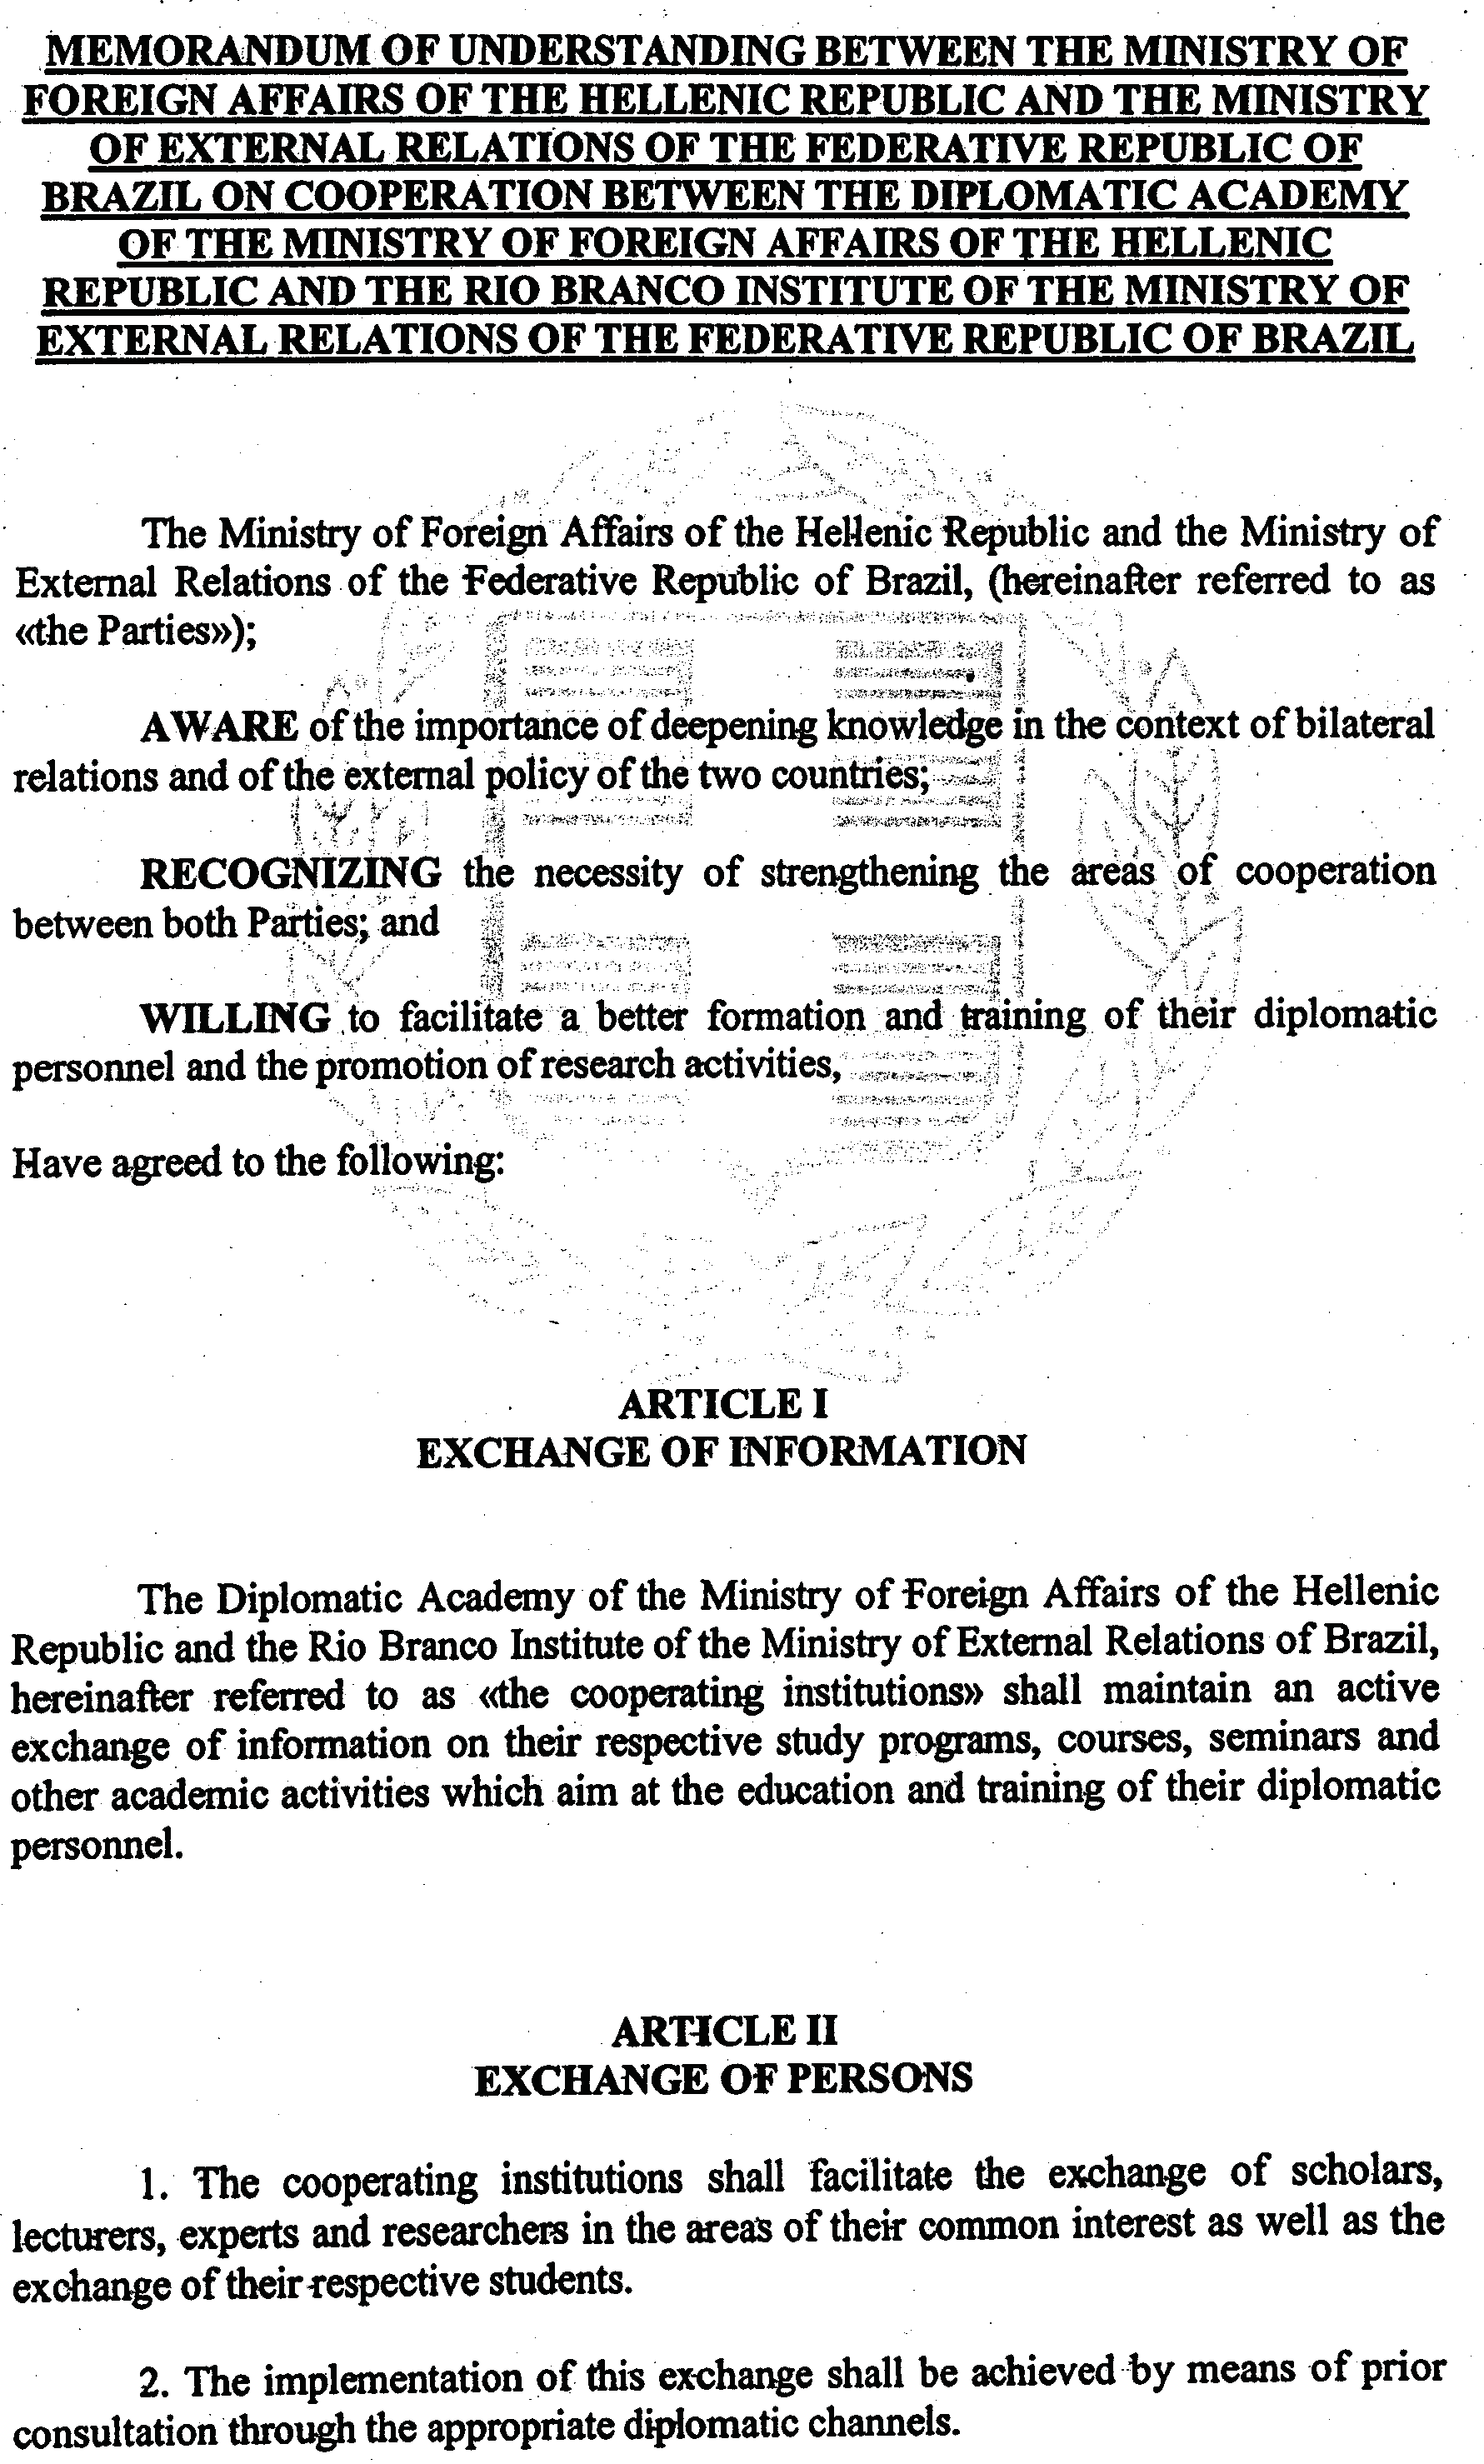 MEMORANDUM OF UNDERSTANDING BETWEEN THE MINISTRY OF
FOREIGN AFFAIRS OF THE HELLENIC REPUBLIC AND THE MINISTRY
OF EXTERNAL RELATIONS OF THE FEDERATIVE REPUBLIC OF
BRAZIL ON COOPERATION BETWEEN THE DIPLOMATIC ACADEMY
OF THE MINISTRY OF FOREIGN AFFAIRS OF THE HELLENIC
REPUBLIC AND THE RIO BRANCO INSTITUTE OF THE MINISTRY OF
EXTERNAL RELATIONS OF THE FEDERATIVE REPUBLIC OF BRAZIL
The Ministry of Foreign Affairs of the Hellenic Republic and the Ministry of
External Relations of the Federative Republic of Brazil, (hereinafter referred to as
«the Parties»);
AWARE of the importance of deepening knowledge in the context of bilateral
relations and of the external policy of the two countries;
RECOGNIZING the necessity of strengthening the areas of cooperation
between both Parties; and
WILLING to facilitate a better formation and training of their diplomatic
personnel and the promotion of research activities,
Have agreed to the following:
ARTICLE I
EXCHANGE OF INFORMATION
The Diplomatic Academy of the Ministry of Foreign Affairs of the Hellenic
Republic and the Rio Branco Institute of the Ministry of External Relations of Brazil,
hereinafter referred to as «the cooperating institutions» shall maintain an active
exchange of information on their respective study programs, courses, seminars and
other academic activities which aim at the education and training of their diplomatic
personnel.
ARTICLE II
EXCHANGE OF PERSONS
1. The cooperating institutions shall facilitate the exchange of scholars,
lecturers, experts and researchers in the areas of their common interest as well as the
exchange of their respective students.
2. The implementation of this exchange shall be achieved by means of prior
consultation through the appropriate diplomatic channels.